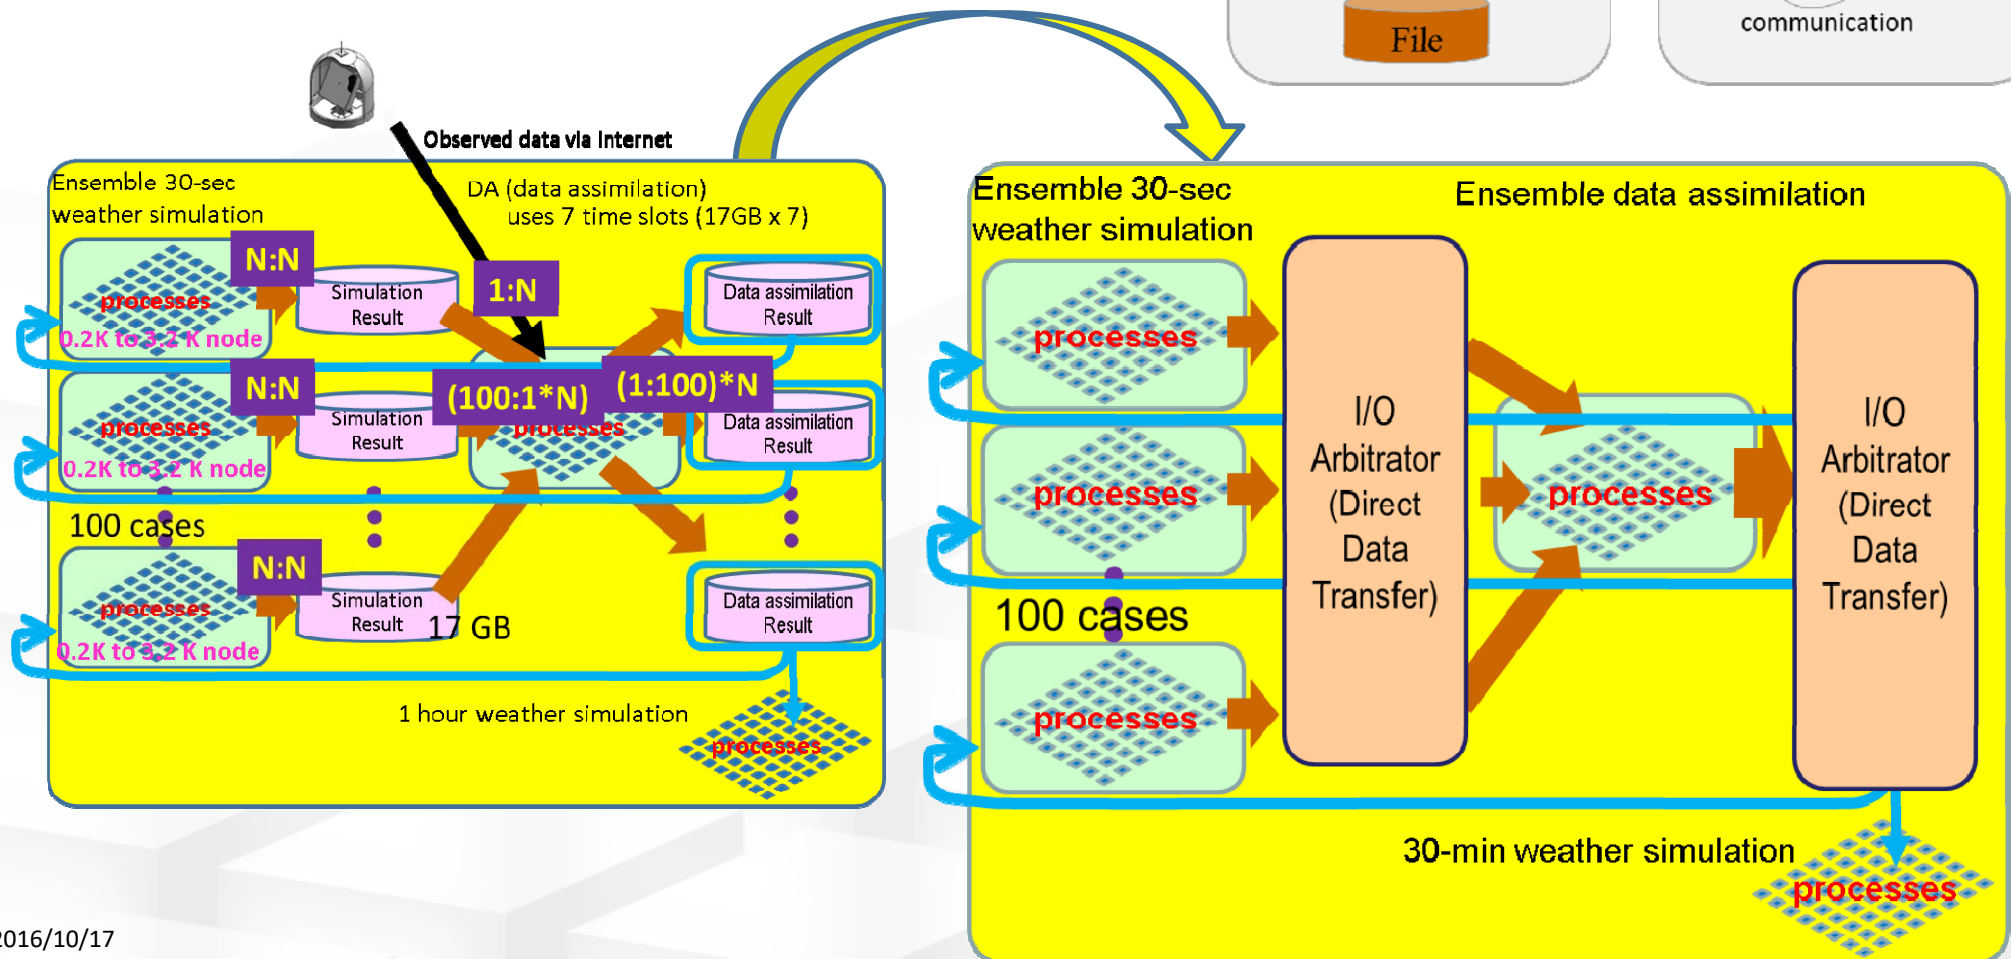 File
communication
Observed data via Internet
Ensemble 30-sec
weather simulation
DA (data assimilation)
uses 7 time slots (17GB x 7)
N:N
processes
0.2K to 3.2 K node
Simulation
Result
1:N
Data assimilation
Result
N:N
processes
0.2K to 3.2 K node
Simulation
Result
(100:1*N)
(1:100)*N
processes
Data assimilation
Result
100 cases
N:N
processes
0.2K to 3.2 K node
Simulation
Result
17 GB
Data assimilation
Result
1 hour weather simulation
processes
Ensemble 30-sec
weather simulation
Ensemble data assimilation
processes
processes
100 cases
processes
I/O
Arbitrator
(Direct
Data
Transfer)
processes
I/O
Arbitrator
(Direct
Data
Transfer)
30-min weather simulation
processes
2016/10/17